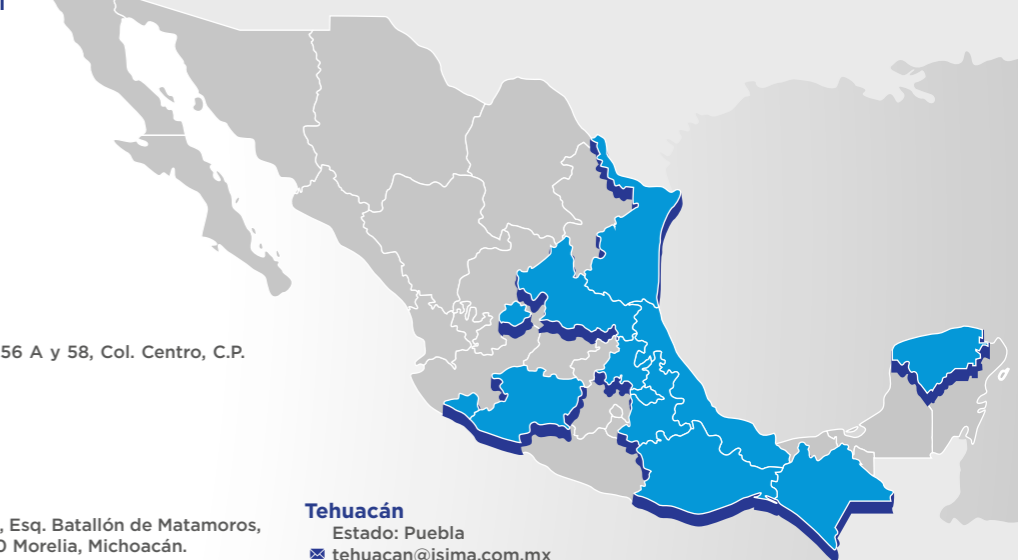 56 A y 58, Col. Centro, C.P.
, Esq. Batallón de Matamoros,
0 Morelia, Michoacán.
Tehuacán
Estado: Puebla
tehuacan@isima.com.mx